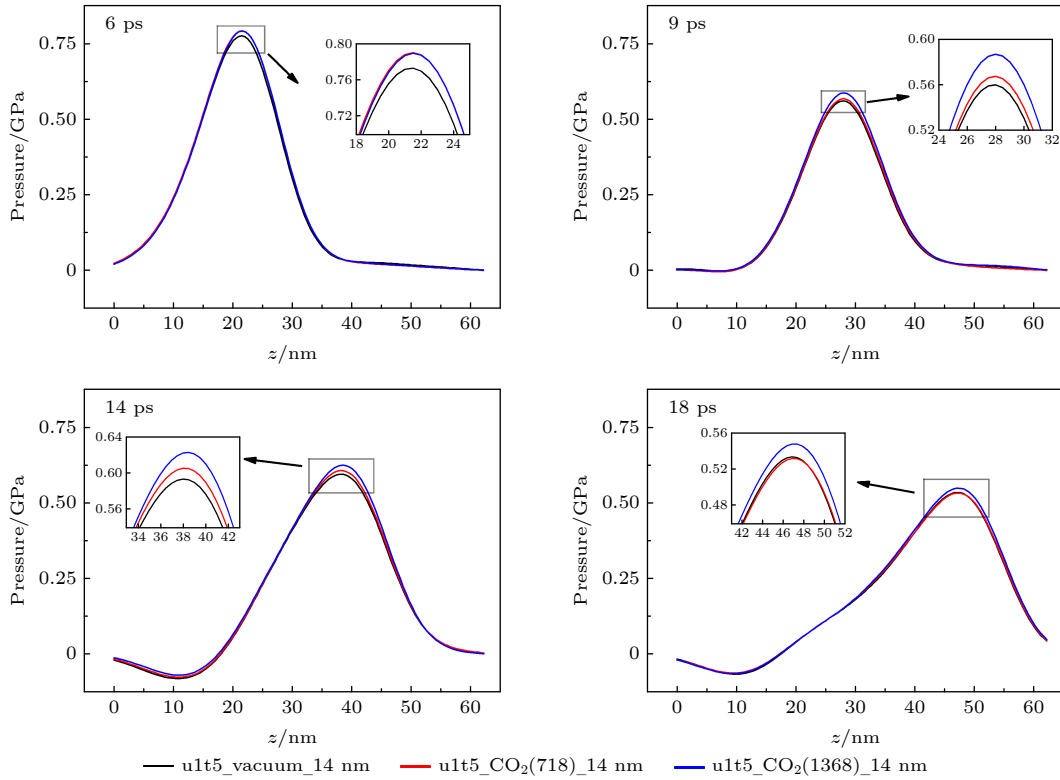 6 ps
0.75
0.50
0.25
0
Pressure/GPa
0.80
0.76
0.72
18 20 22 24
0 10 20 30 40 50 60
z/nm
9 ps
0.75
0.50
0.25
0
Pressure/GPa
0.60
0.56
0.52
24 26 28 30 32
0 10 20 30 40 50 60
z/nm
14 ps
0.75
0.50
0.25
0
Pressure/GPa
0.64
0.60
0.56
34 36 38 40 42
0 10 20 30 40 50 60
z/nm
18 ps
0.75
0.50
0.25
0
Pressure/GPa
0.56
0.52
0.48
42 44 46 48 50 52
0 10 20 30 40 50 60
z/nm
u1t5_vacuum_14 nm u1t5_CO₂(718)_14 nm u1t5_CO₂(1368)_14 nm